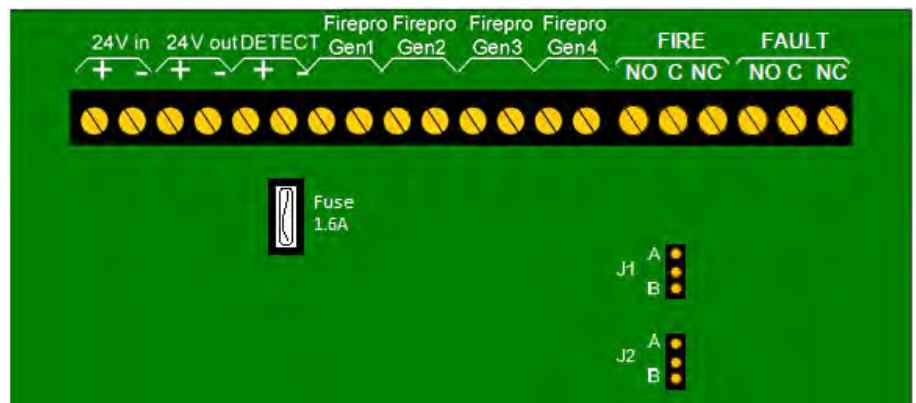 Firepro Firepro Firepro Firepro
24V in 24V out DETECT Gen1 Gen2 Gen3 Gen4 FIRE FAULT
+ - + - + - NO C NC NO C NC
Fuse
1.6A
A
J1
B
A
J2
B